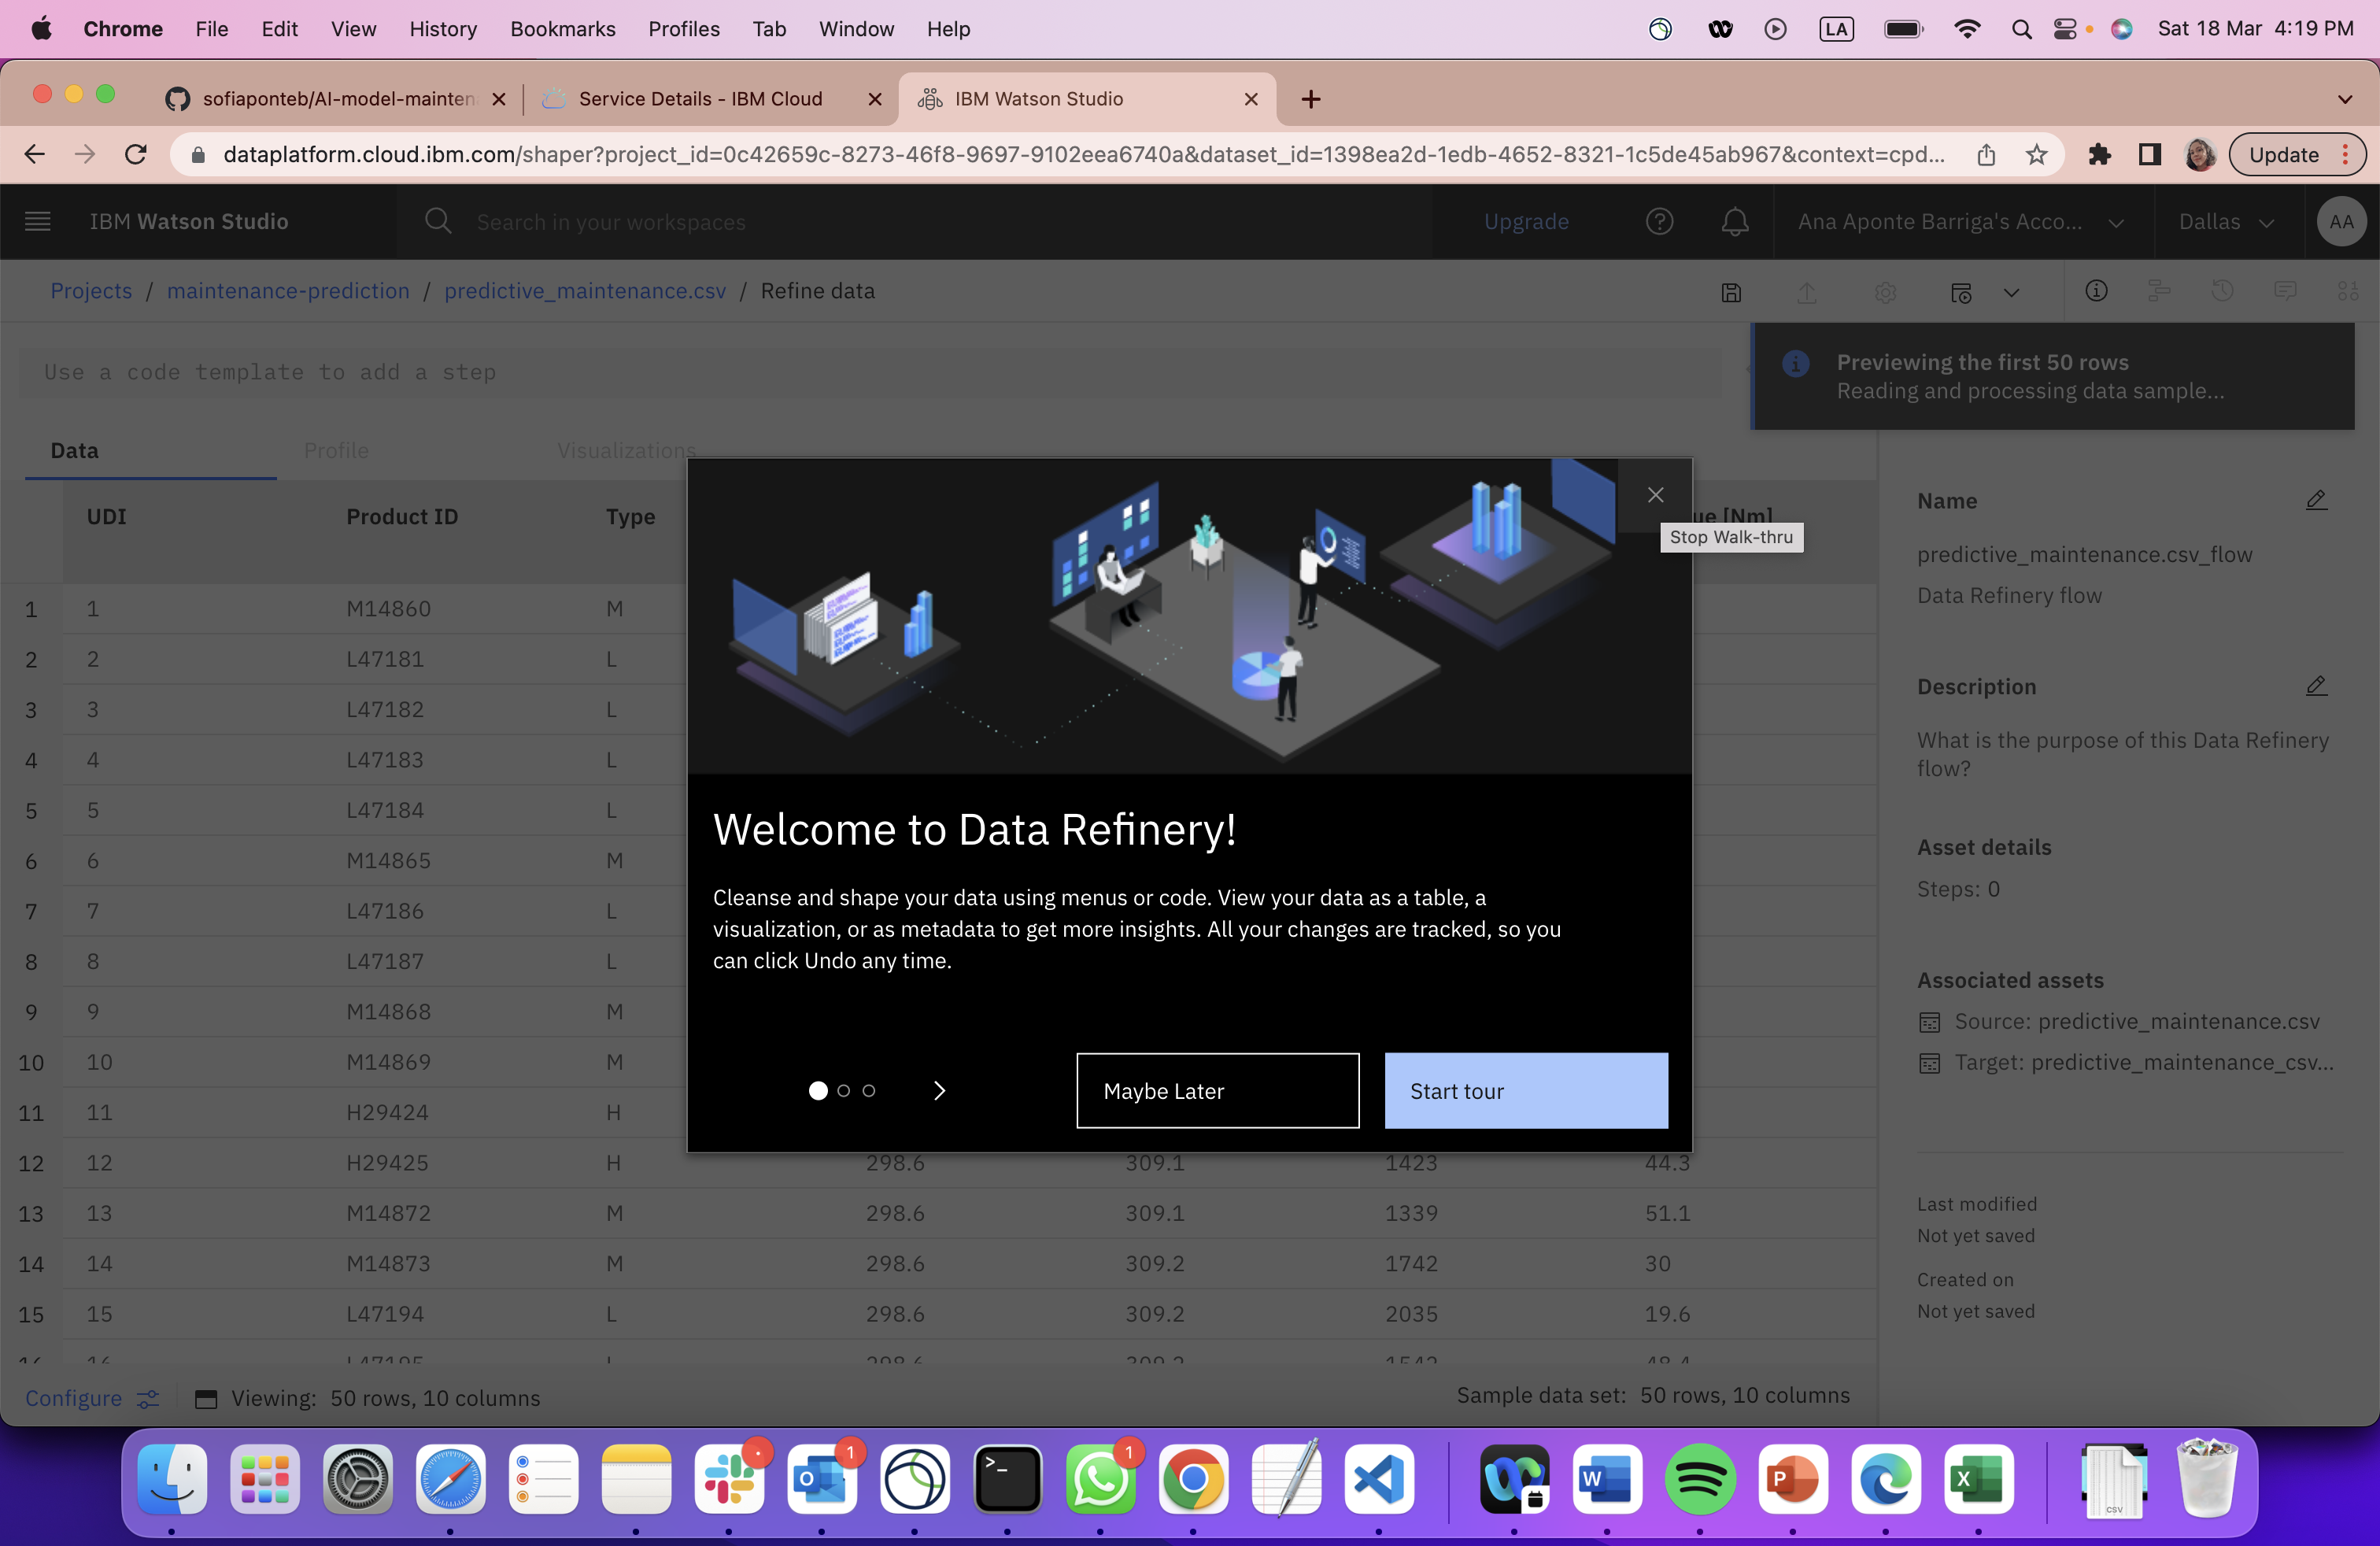 Chrome File Edit View History Bookmarks Profiles Tab Window Help LA Sat 18 Mar 4:19 PM
sofiaponteb/AI-model-mainten Service Details - IBM Cloud IBM Watson Studio
dataplatform.cloud.ibm.com/shaper?project_id=0c42659c-8273-46f8-9697-9102eea6740a&dataset_id=1398ea2d-1edb-4652-8321-1c5de45ab967&context=cpd... Update
IBM Watson Studio Search in your workspaces Upgrade Ana Aponte Barriga's Acco... Dallas AA
Projects / maintenance-prediction / predictive_maintenance.csv / Refine data
Use a code template to add a step
Previewing the first 50 rows
Reading and processing data sample...
Data Profile Visualizations
UDI Product ID Type ue [Nm]
Stop Walk-thru
1 1 M14860 M
2 2 L47181 L
3 3 L47182 L
4 4 L47183 L
5 5 L47184 L
6 6 M14865 M
7 7 L47186 L
8 8 L47187 L
9 9 M14868 M
10 10 M14869 M
11 11 H29424 H
12 12 H29425 H 298.6 309.1 1423 44.3
13 13 M14872 M 298.6 309.1 1339 51.1
14 14 M14873 M 298.6 309.2 1742 30
15 15 L47194 L 298.6 309.2 2035 19.6
16 16 L47195 L 298.6 309.2 1542 48.4
Welcome to Data Refinery!
Cleanse and shape your data using menus or code. View your data as a table, a
visualization, or as metadata to get more insights. All your changes are tracked, so you
can click Undo any time.
Maybe Later Start tour
Name
predictive_maintenance.csv_flow
Data Refinery flow
Description
What is the purpose of this Data Refinery
flow?
Asset details
Steps: 0
Associated assets
Source: predictive_maintenance.csv
Target: predictive_maintenance_csv...
Last modified
Not yet saved
Created on
Not yet saved
Configure Viewing: 50 rows, 10 columns Sample data set: 50 rows, 10 columns
1 1
O >_ W P X CSV